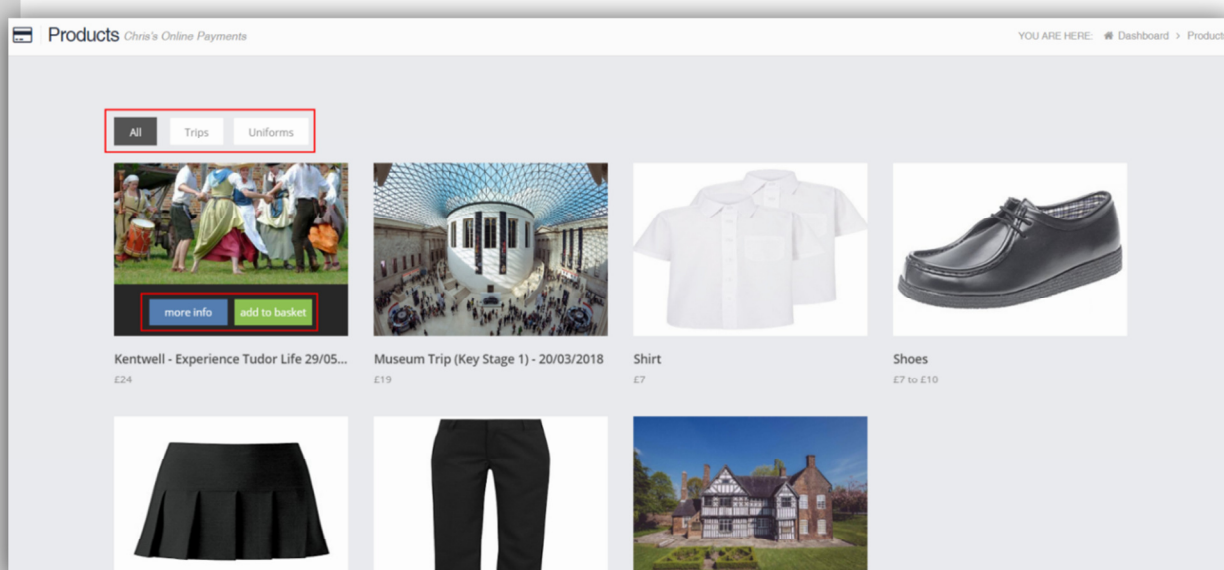 Products Chris's Online Payments
YOU ARE HERE: Dashboard > Products
All Trips Uniforms
more info add to basket
Kentwell - Experience Tudor Life 29/05... Museum Trip (Key Stage 1) - 20/03/2018 Shirt Shoes
£24 £19 £7 £7 to £10